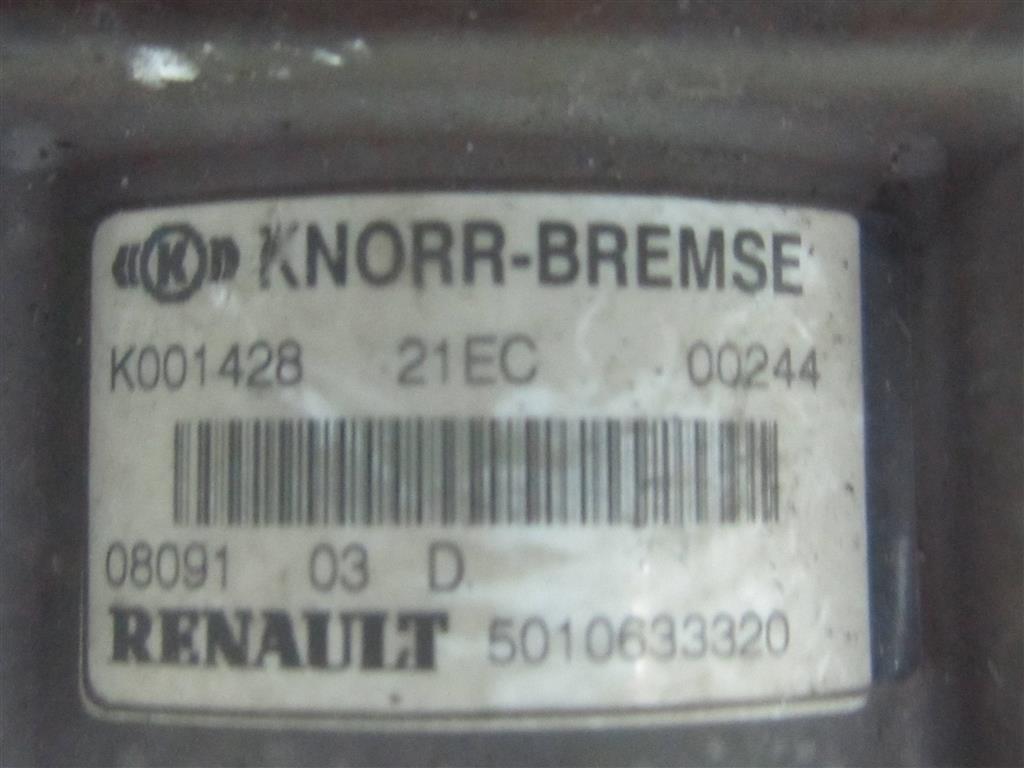 K KNORR-BREMSE
K001428 21EC 00244
08091 03 D
RENAULT 5010633320